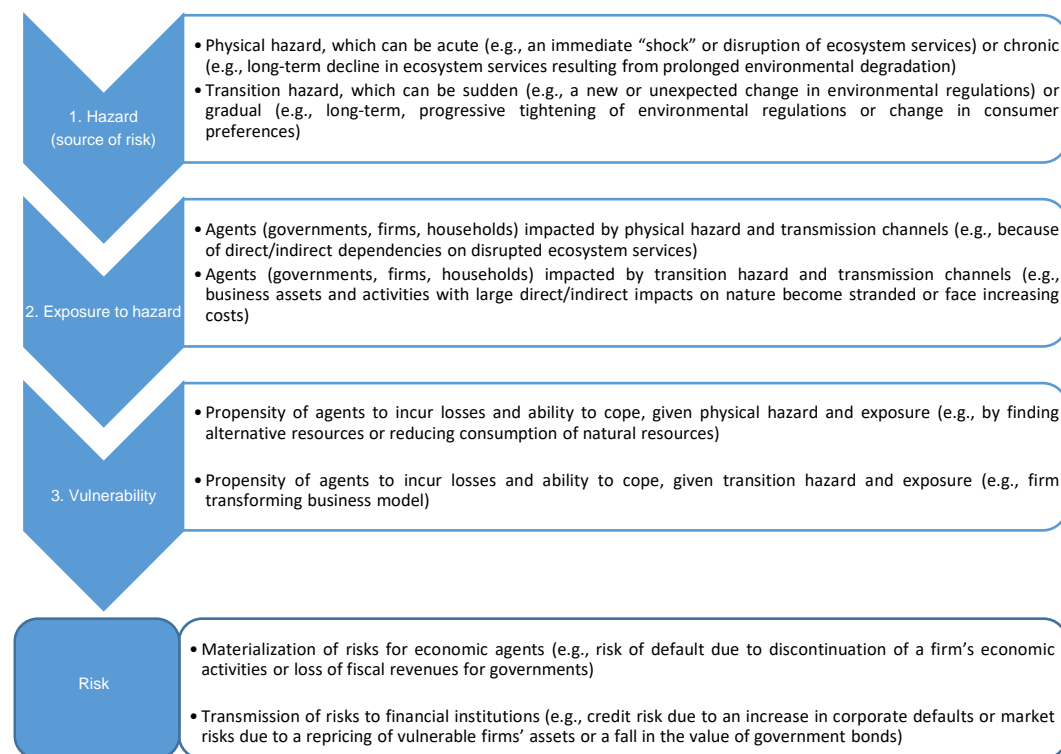 1. Hazard
(source of risk)
• Physical hazard, which can be acute (e.g., an immediate “shock” or disruption of ecosystem services) or chronic
(e.g., long-term decline in ecosystem services resulting from prolonged environmental degradation)
• Transition hazard, which can be sudden (e.g., a new or unexpected change in environmental regulations) or
gradual (e.g., long-term, progressive tightening of environmental regulations or change in consumer
preferences)
2. Exposure to hazard
• Agents (governments, firms, households) impacted by physical hazard and transmission channels (e.g., because
of direct/indirect dependencies on disrupted ecosystem services)
• Agents (governments, firms, households) impacted by transition hazard and transmission channels (e.g.,
business assets and activities with large direct/indirect impacts on nature become stranded or face increasing
costs)
3. Vulnerability
• Propensity of agents to incur losses and ability to cope, given physical hazard and exposure (e.g., by finding
alternative resources or reducing consumption of natural resources)
• Propensity of agents to incur losses and ability to cope, given transition hazard and exposure (e.g., firm
transforming business model)
Risk
• Materialization of risks for economic agents (e.g., risk of default due to discontinuation of a firm’s economic
activities or loss of fiscal revenues for governments)
• Transmission of risks to financial institutions (e.g., credit risk due to an increase in corporate defaults or market
risks due to a repricing of vulnerable firms’ assets or a fall in the value of government bonds)